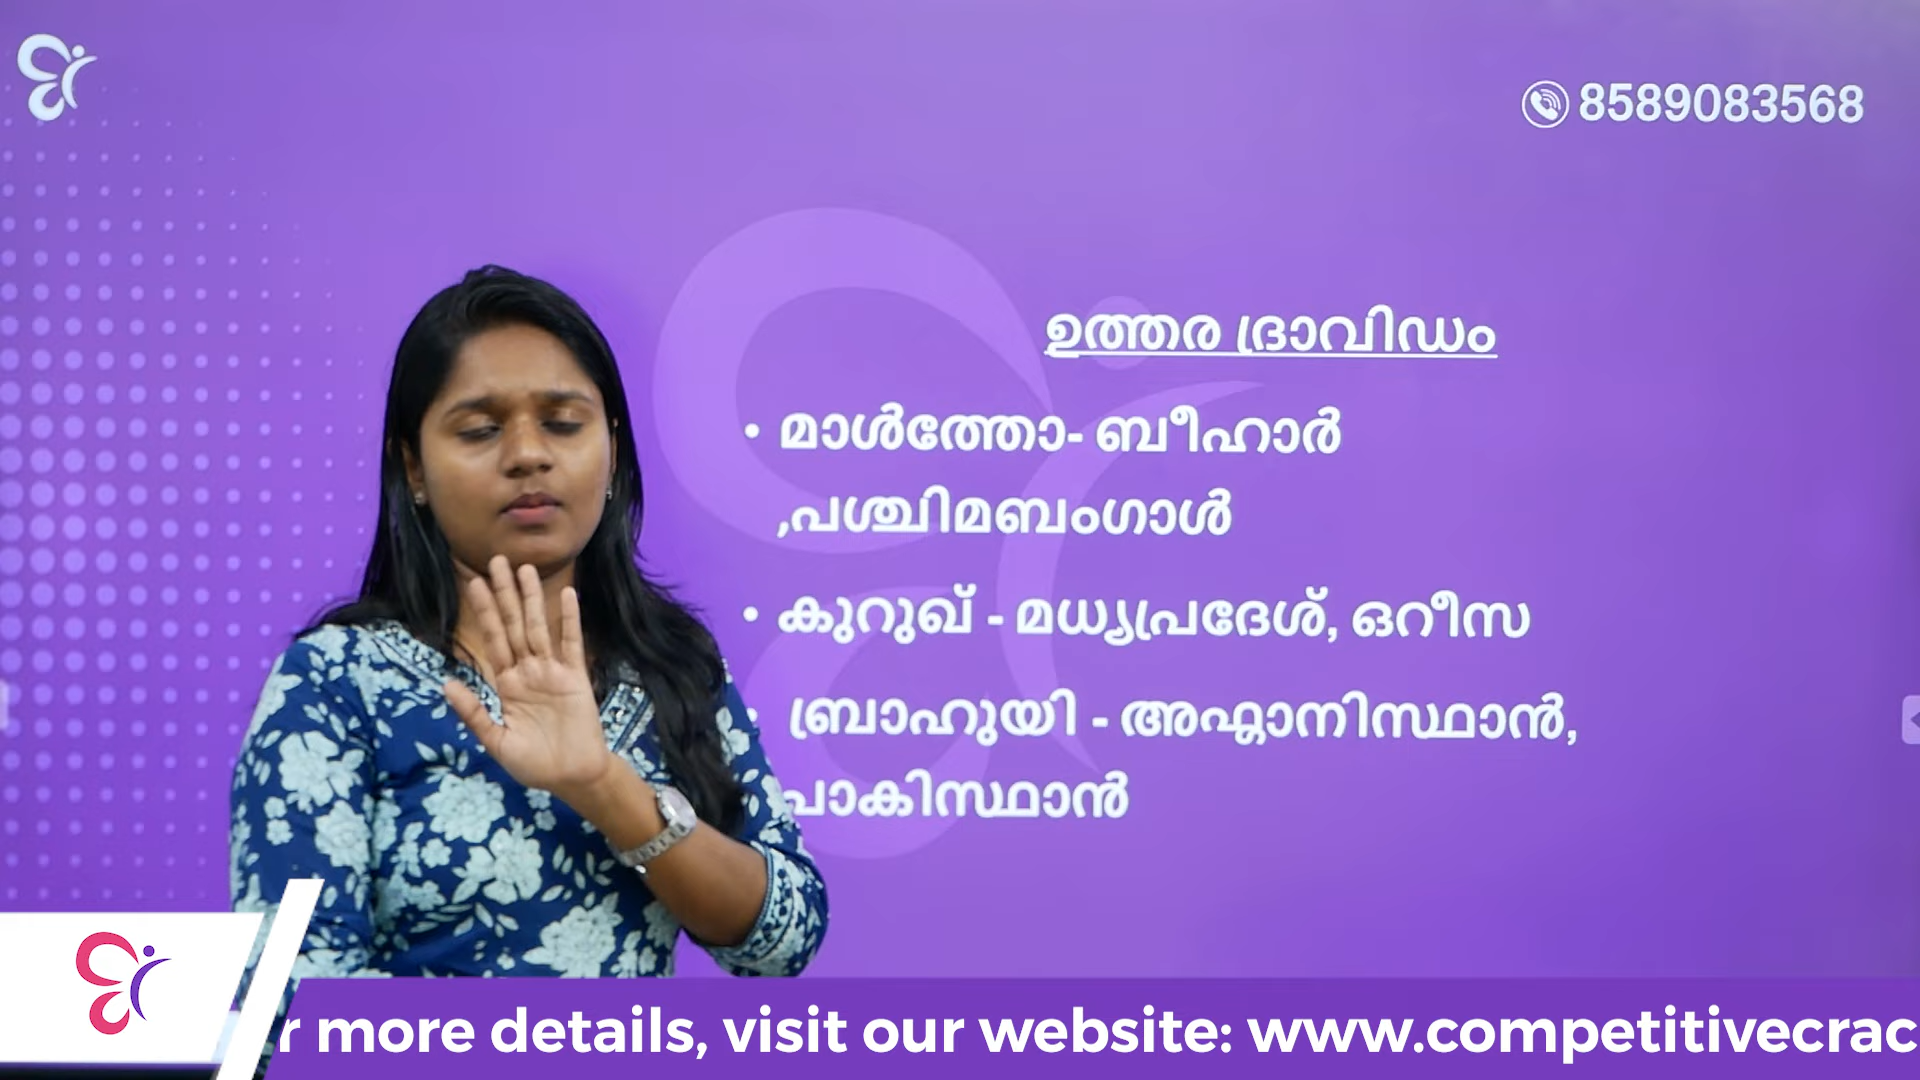 8589083568
ഉത്തര ദ്രാവിഡം
• മാൾത്തോ- ബീഹാർ
,പശ്ചിമബംഗാൾ
• കുറുഖ് - മധ്യപ്രദേശ്, ഒറീസ
• ബ്രാഹുയി - അഫ്ഗാനിസ്ഥാൻ,
പാകിസ്ഥാൻ
r more details, visit our website: www.competitivecrac